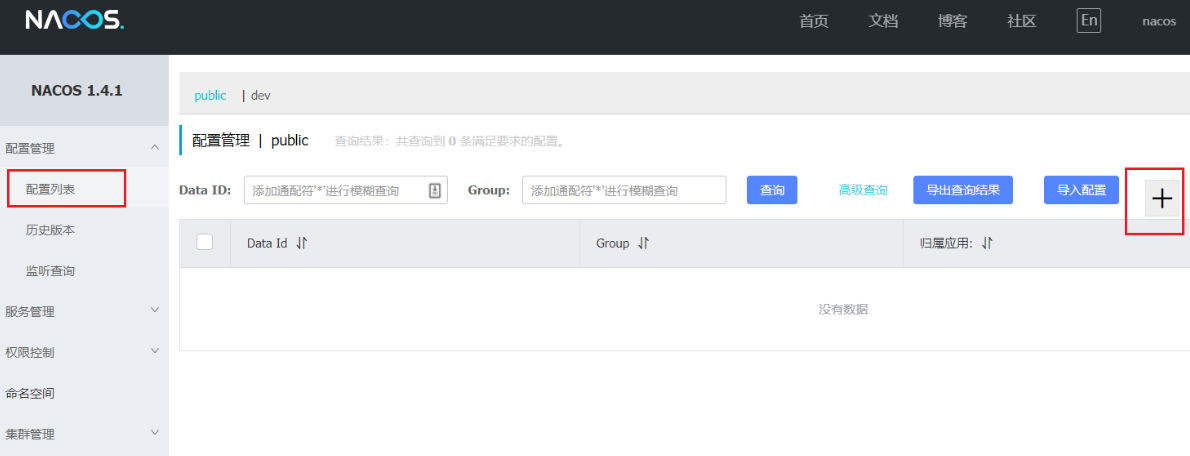 NACOS. 首页 文档 博客 社区 En nacos
NACOS 1.4.1
public | dev
配置管理
配置管理 | public 查询结果：共查询到 0 条满足要求的配置。
配置列表
Data ID: 添加通配符'*'进行模糊查询 Group: 添加通配符'*'进行模糊查询 查询 高级查询 导出查询结果 导入配置 +
历史版本
Data Id Group 归属应用:
监听查询
服务管理
没有数据
权限控制
命名空间
集群管理